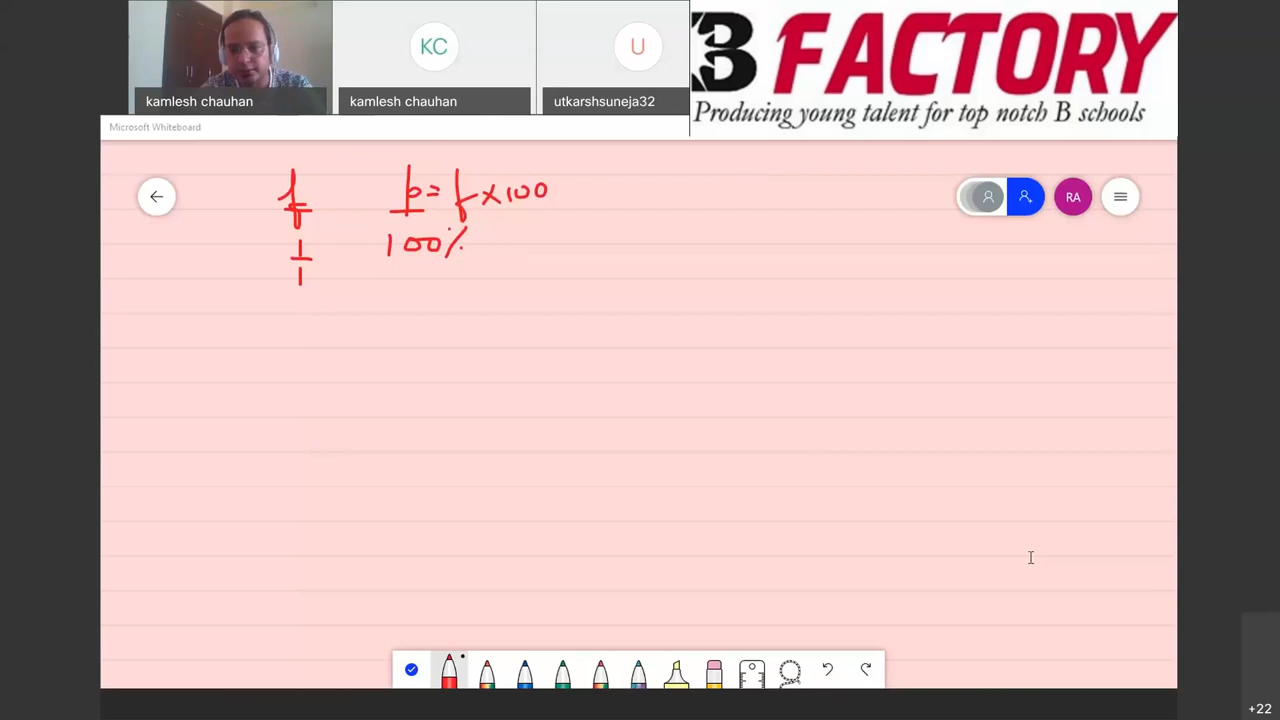 KC
U
kamlesh chauhan
kamlesh chauhan
utkarshsuneja32
B FACTORY
Producing young talent for top notch B schools
Microsoft Whiteboard
f p = f x 100
1/1 100%
RA
+22